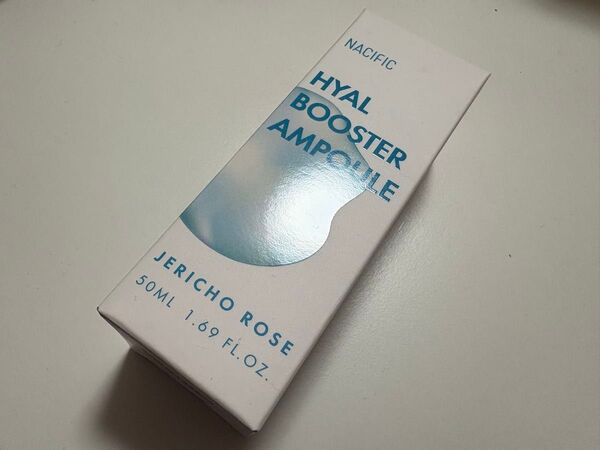 NACIFIC
HYAL
BOOSTER
AMPOULE
JERICHO ROSE
50ML 1.69 FL.OZ.